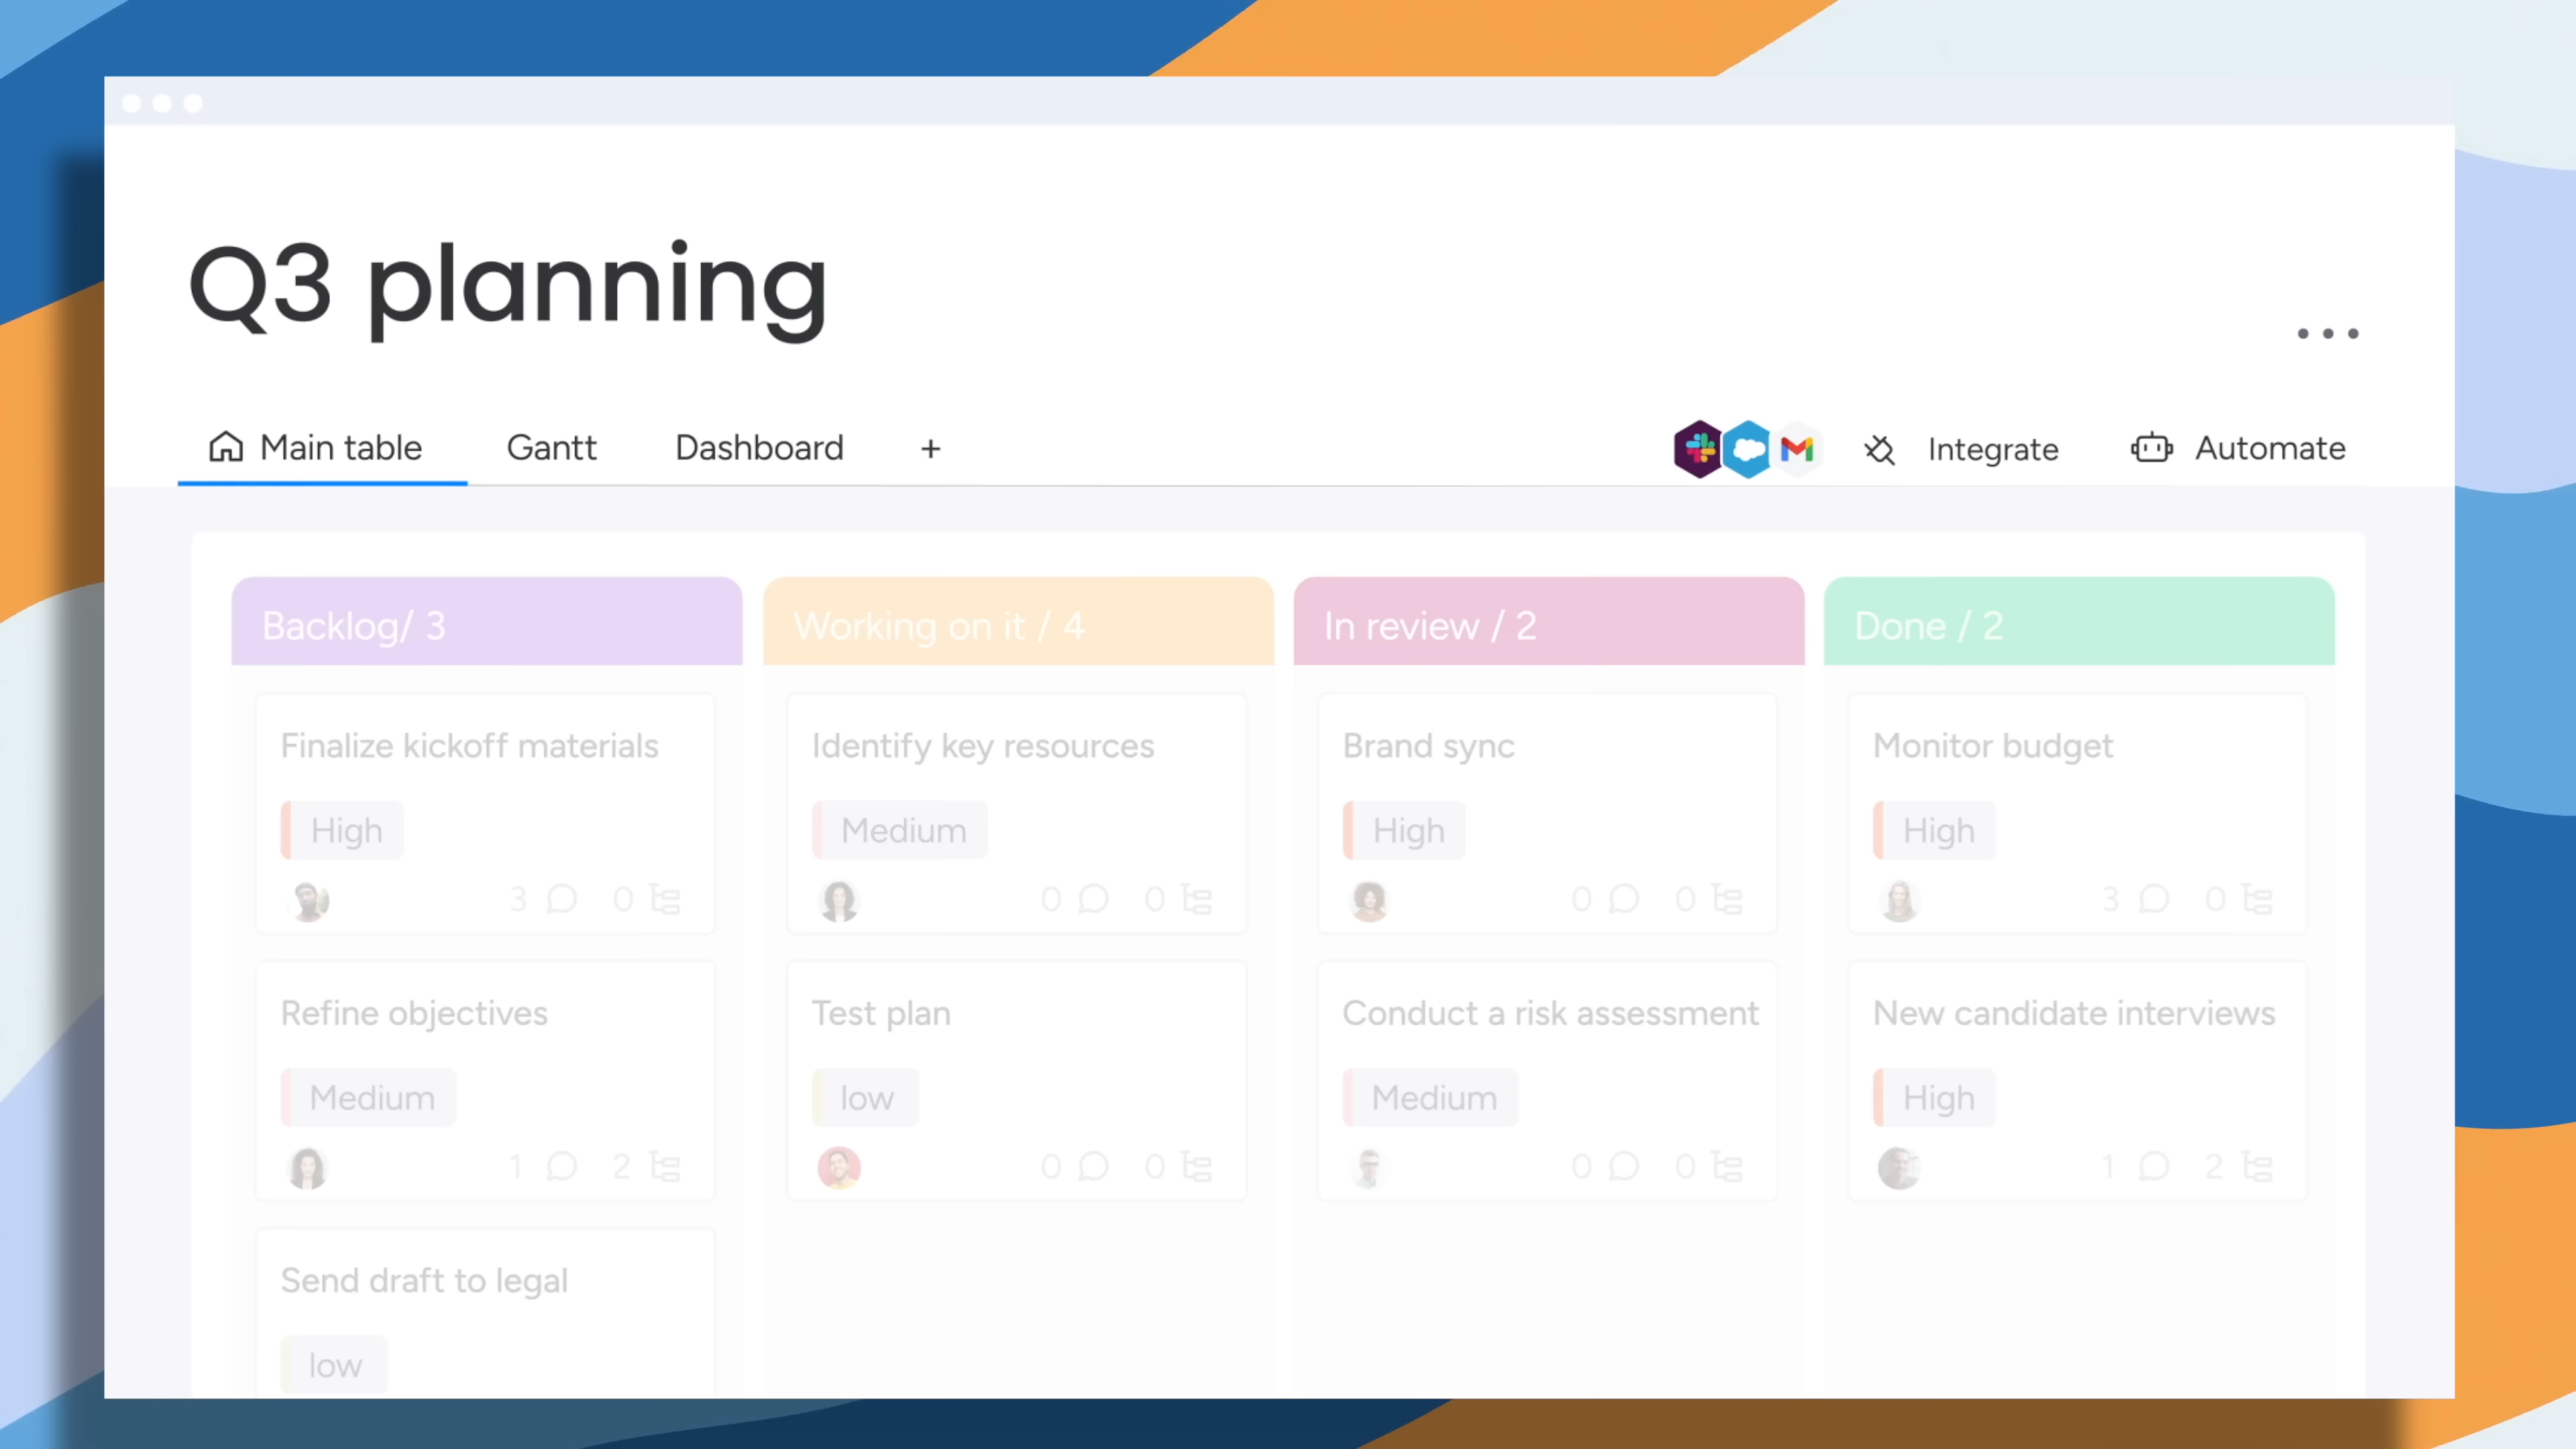 Q3 planning
Main table
Gantt
Dashboard
+
Integrate
Automate
Backlog/ 3
Working on it / 4
In review / 2
Done / 2
Finalize kickoff materials
Identify key resources
Brand sync
Monitor budget
High
Medium
High
High
3
0
0
0
0
0
3
0
Refine objectives
Test plan
Conduct a risk assessment
New candidate interviews
Medium
low
Medium
High
1
2
0
0
0
0
1
2
Send draft to legal
low